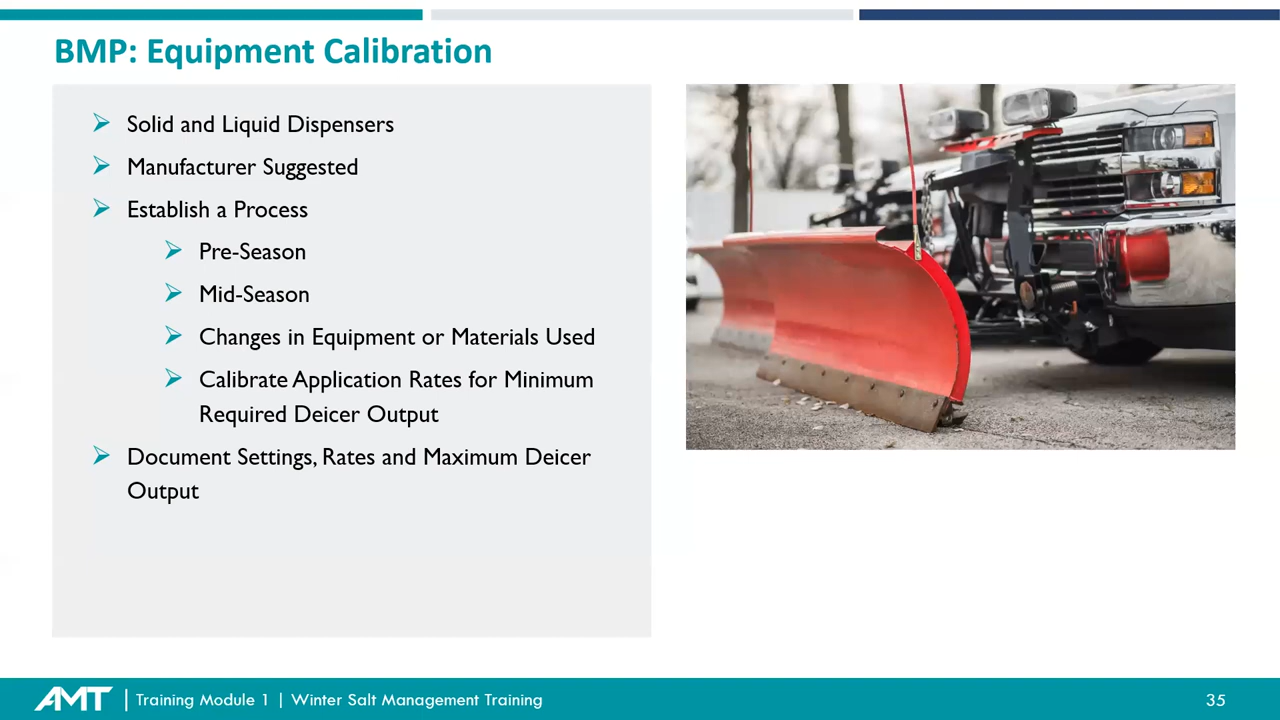 BMP: Equipment Calibration
Solid and Liquid Dispensers
Manufacturer Suggested
Establish a Process
Pre-Season
Mid-Season
Changes in Equipment or Materials Used
Calibrate Application Rates for Minimum
Required Deicer Output
Document Settings, Rates and Maximum Deicer
Output
AMT | Training Module 1 | Winter Salt Management Training
35